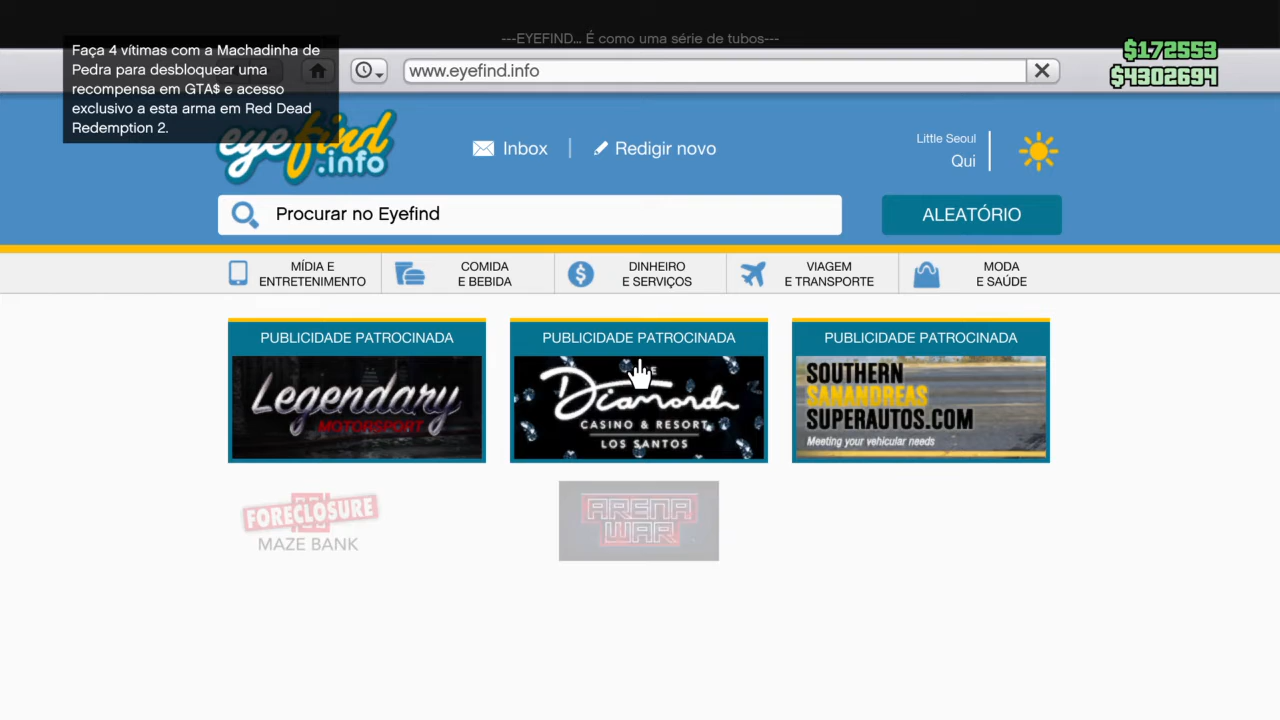 ---EYEFIND... É como uma série de tubos---
Faça 4 vítimas com a Machadinha de
Pedra para desbloquear uma
recompensa em GTA$ e acesso
exclusivo a esta arma em Red Dead
Redemption 2.
$172553
$4302694
www.eyefind.info
eyefind
.info
Inbox
Redigir novo
Little Seoul
Qui
Procurar no Eyefind
ALEATÓRIO
MÍDIA E
ENTRETENIMENTO
COMIDA
E BEBIDA
DINHEIRO
E SERVIÇOS
VIAGEM
E TRANSPORTE
MODA
E SAÚDE
PUBLICIDADE PATROCINADA
Legendary
MOTORSPORT
PUBLICIDADE PATROCINADA
Diamond
CASINO & RESORT
LOS SANTOS
PUBLICIDADE PATROCINADA
SOUTHERN
SANANDREAS
SUPERAUTOS.COM
Meeting your vehicular needs
FORECLOSURE
MAZE BANK
ARENA
WAR